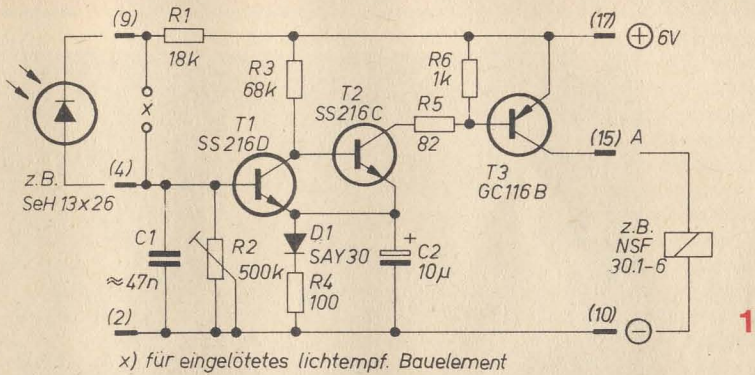 (9)
R1
18k
(17)
⊕ 6V
R3
68k
R6
1k
T2
SS216C
R5
82
T1
SS216D
x
(4)
z.B.
SeH 13x26
T3
GC116B
(15) A
C1
≈47n
R2
500k
D1
SAY30
R4
100
+
C2
10µ
z.B.
NSF
30.1-6
(2)
(10)
⊖
1
x) für eingelötetes lichtempf. Bauelement